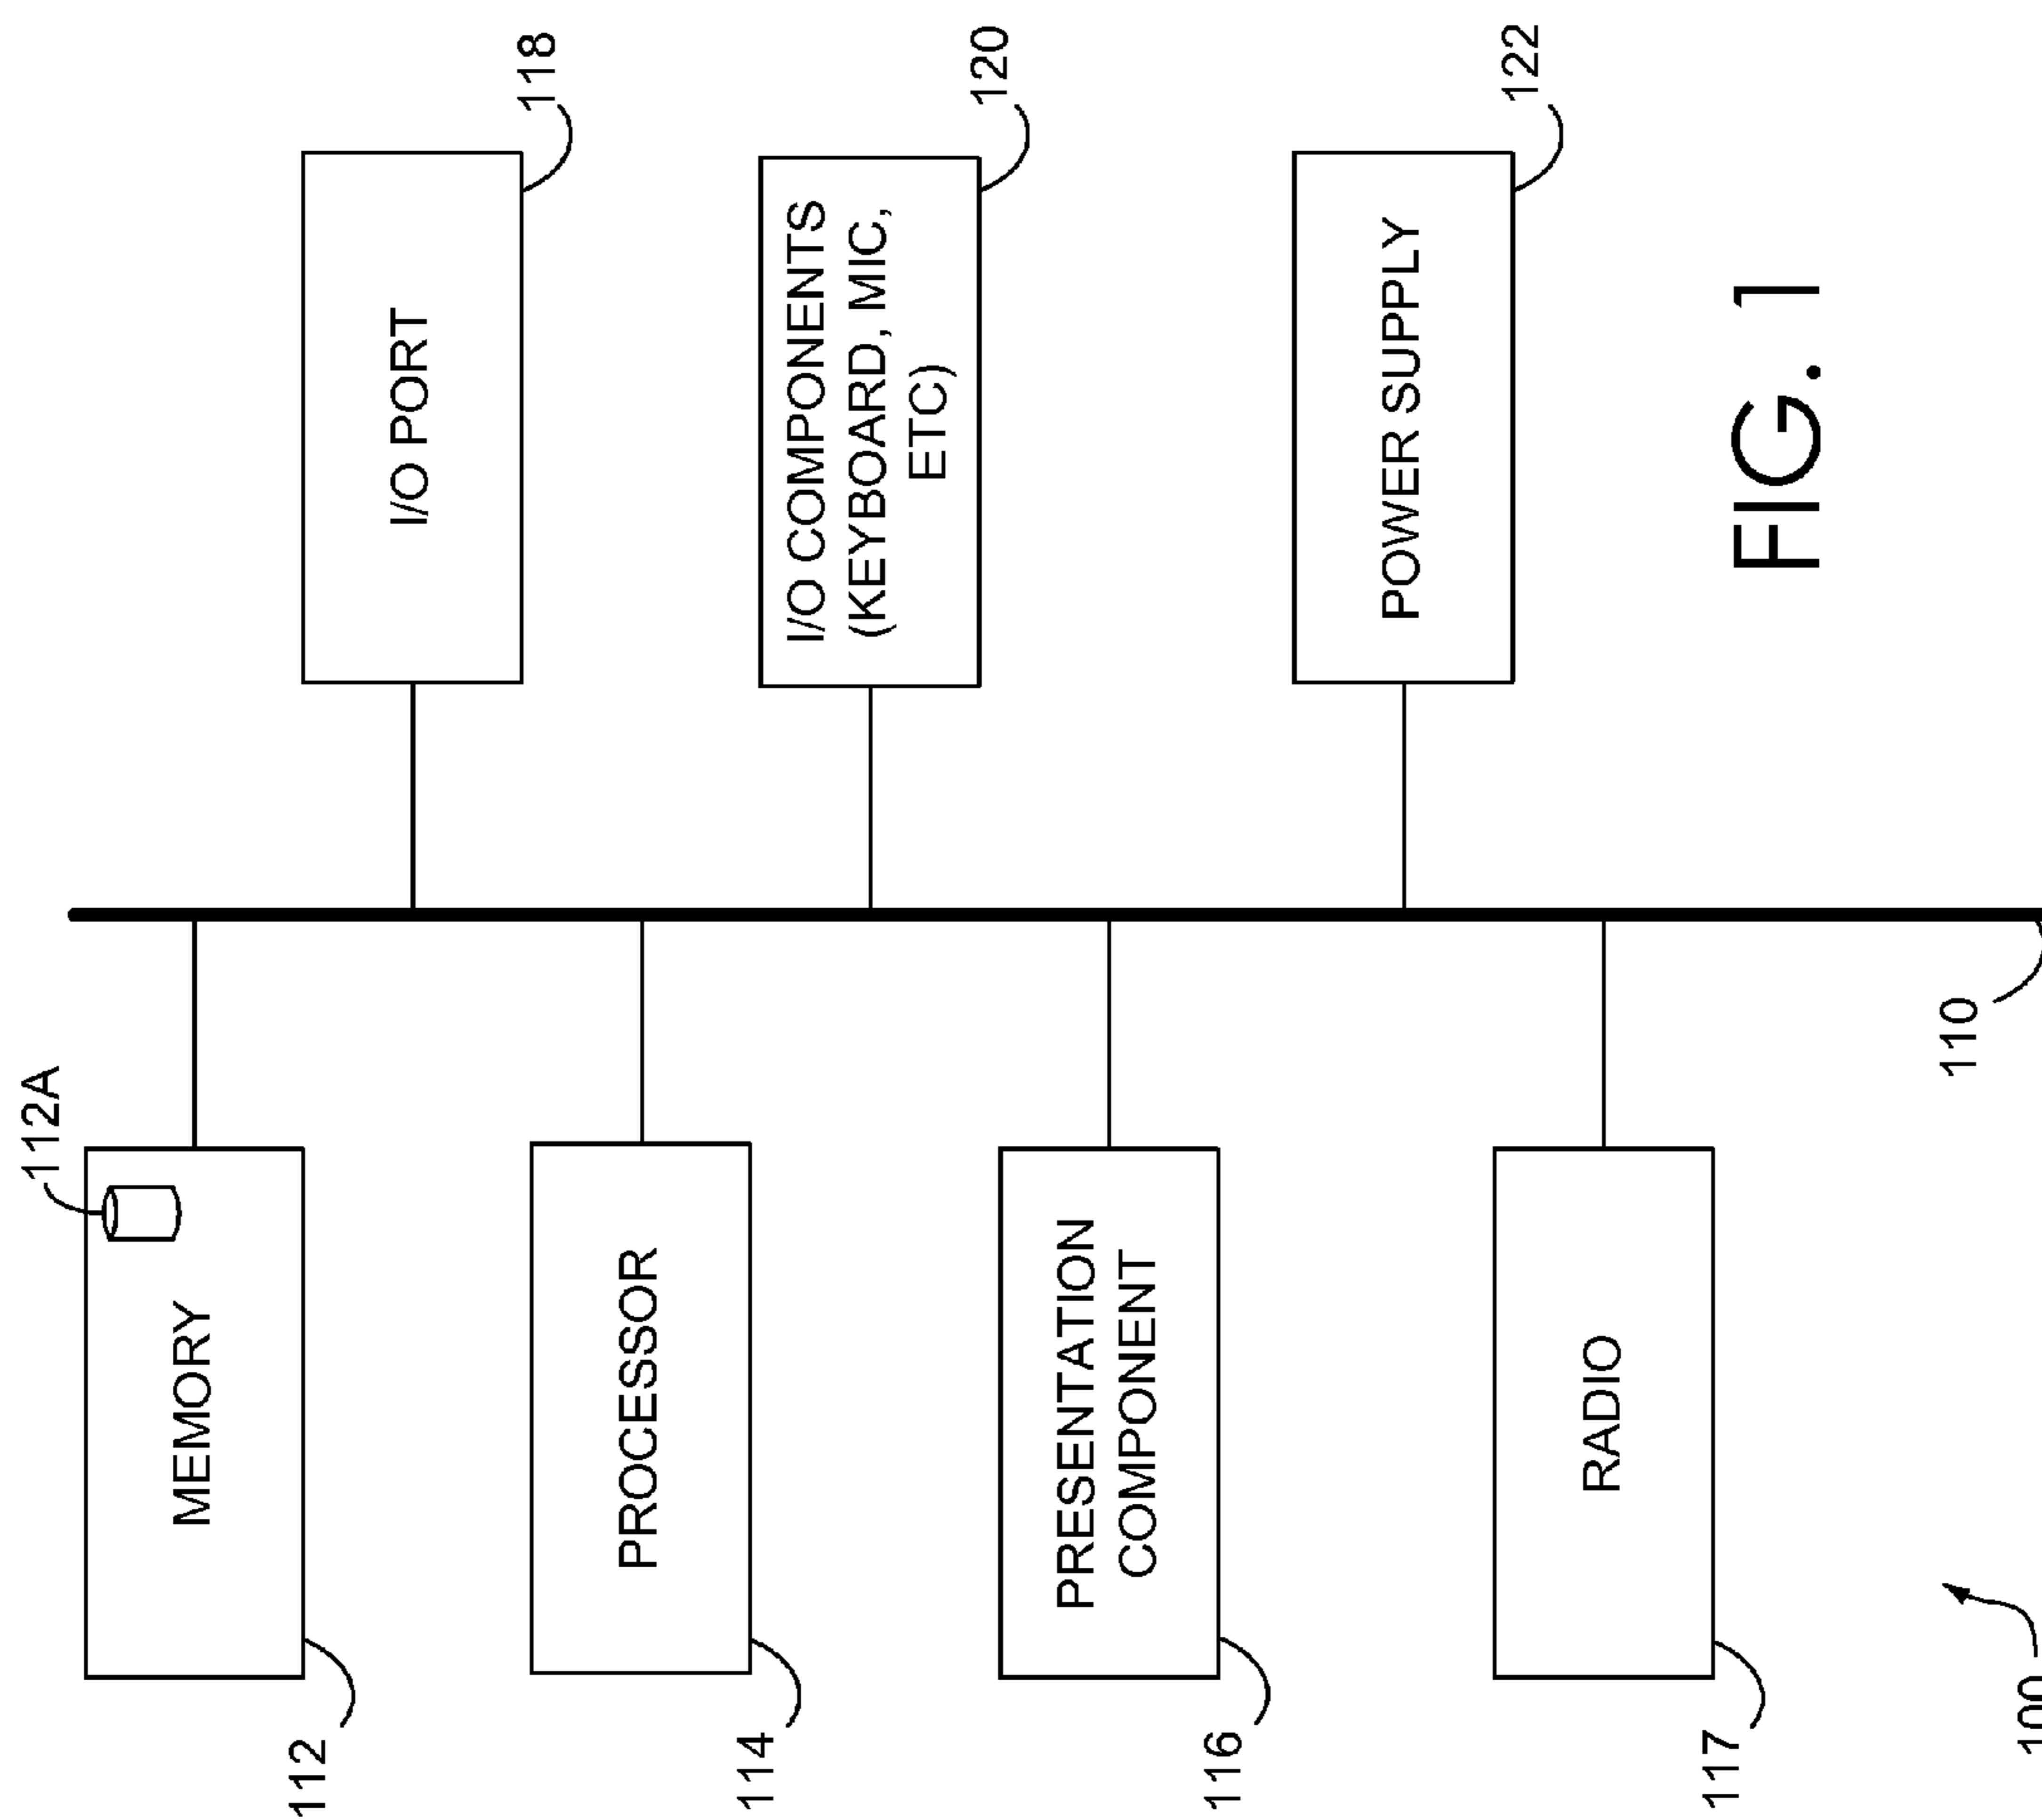 112A
MEMORY
112
I/O PORT
118
PROCESSOR
114
I/O COMPONENTS
(KEYBOARD, MIC,
ETC)
120
PRESENTATION
COMPONENT
116
POWER SUPPLY
122
RADIO
117
FIG. 1
110
100